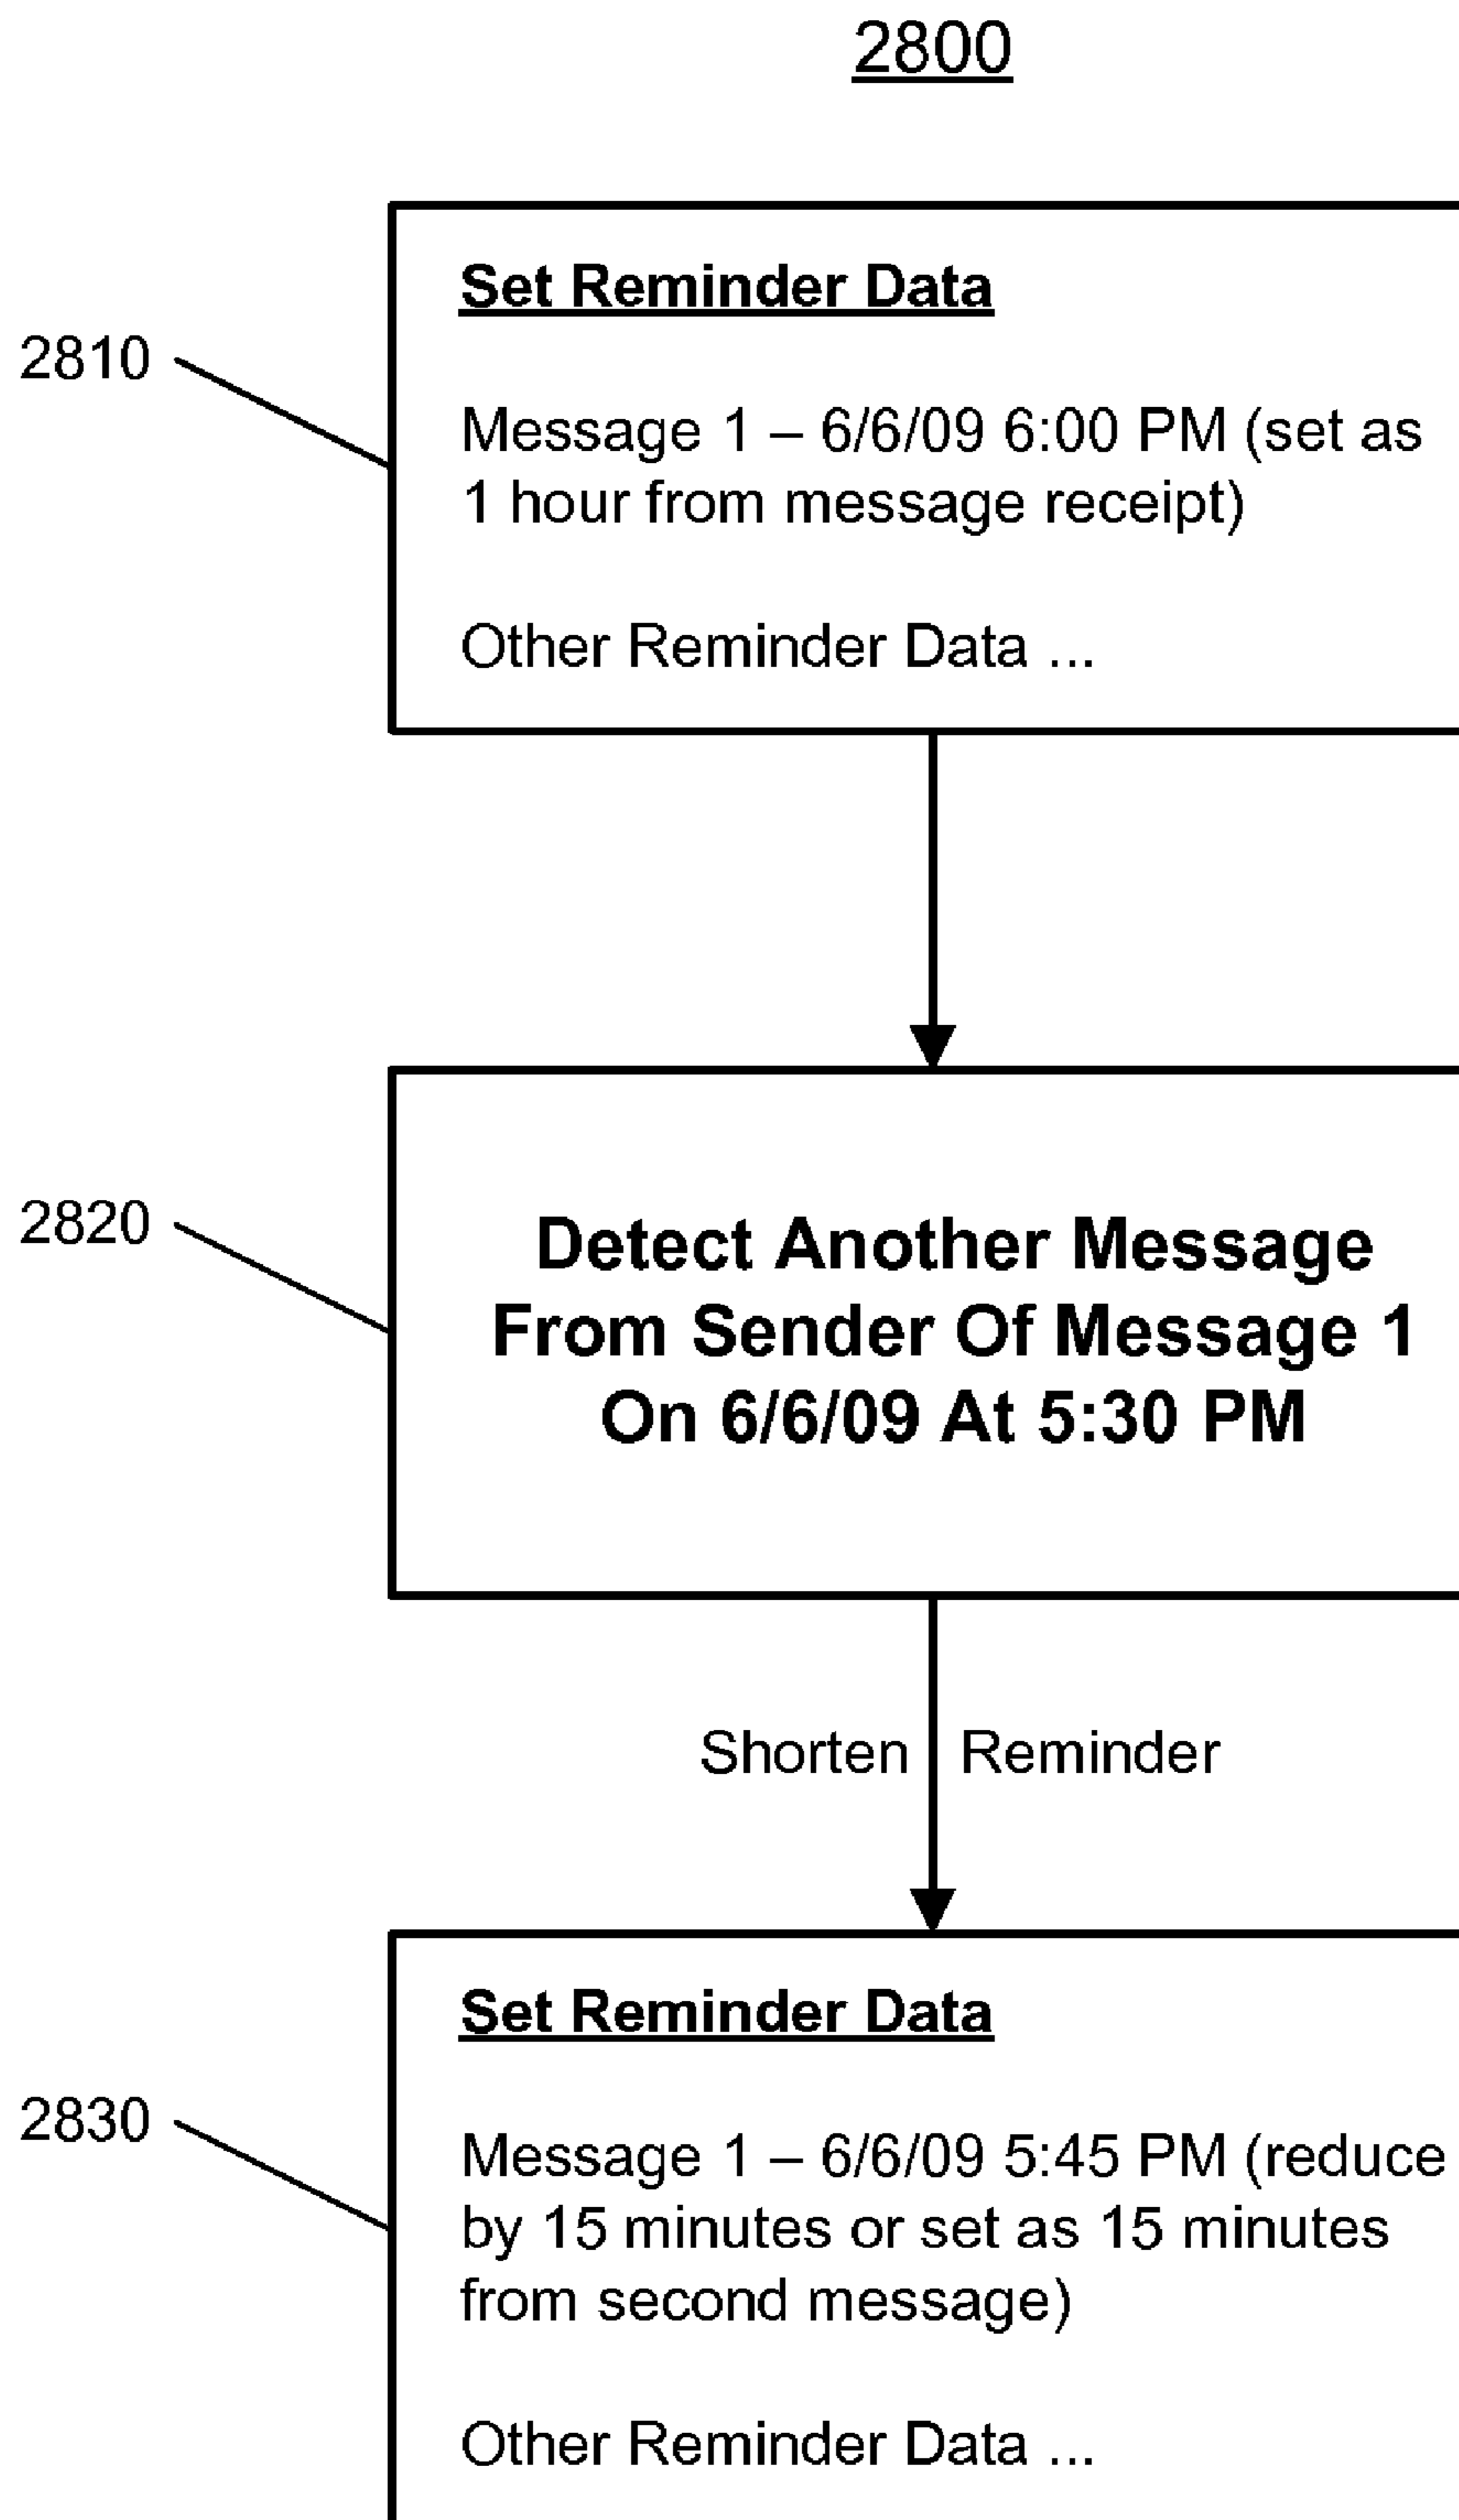 2800
Set Reminder Data
2810
Message 1 – 6/6/09 6:00 PM (set as
1 hour from message receipt)
Other Reminder Data ...
2820
Detect Another Message
From Sender Of Message 1
On 6/6/09 At 5:30 PM
Shorten Reminder
Set Reminder Data
2830
Message 1 – 6/6/09 5:45 PM (reduce
by 15 minutes or set as 15 minutes
from second message)
Other Reminder Data ...